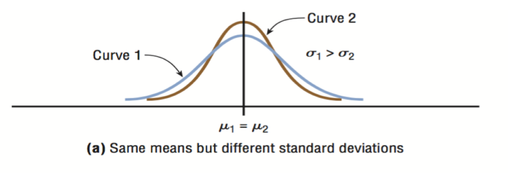 Curve 2
Curve 1
σ₁ > σ₂
μ₁ = μ₂
(a) Same means but different standard deviations